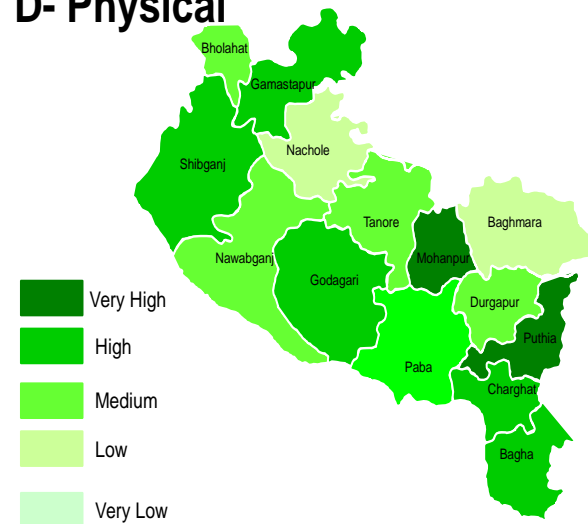 D- Physical
Bholahat
Gamastapur
Nachole
Shibganj
Tanore
Baghmara
Nawabganj
Mohanpur
Godagari
Durgapur
Puthia
Paba
Charghat
Bagha
Very High
High
Medium
Low
Very Low